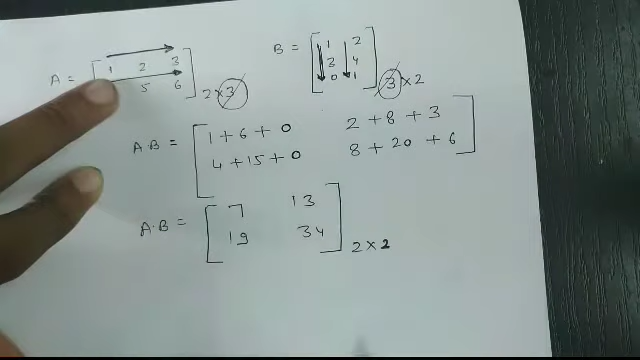 A = [ 1 2 3
5 6 ] 2 × 3
B = [ 1 2
3 4
0 1 ] 3 × 2
A·B = [ 1 + 6 + 0 2 + 8 + 3
4 + 15 + 0 8 + 20 + 6 ]
A·B = [ 7 13
19 34 ] 2 × 2